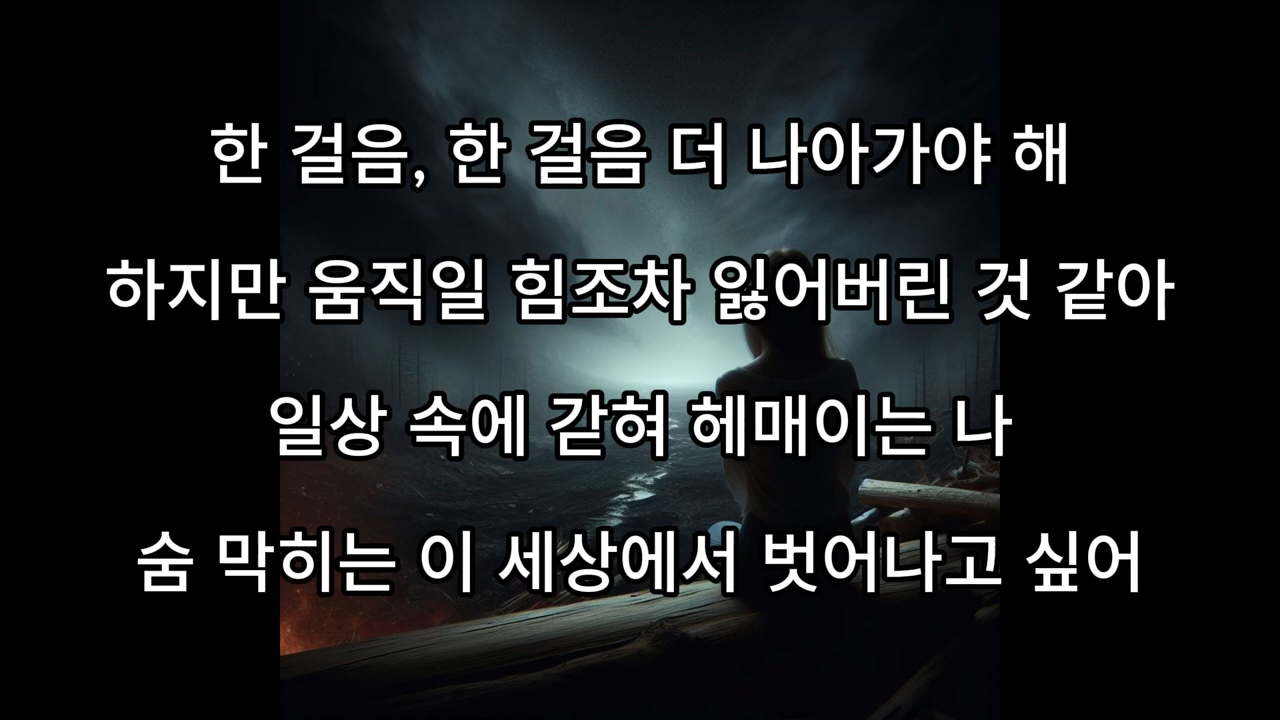 한 걸음, 한 걸음 더 나아가야 해
하지만 움직일 힘조차 잃어버린 것 같아
일상 속에 갇혀 헤매이는 나
숨 막히는 이 세상에서 벗어나고 싶어